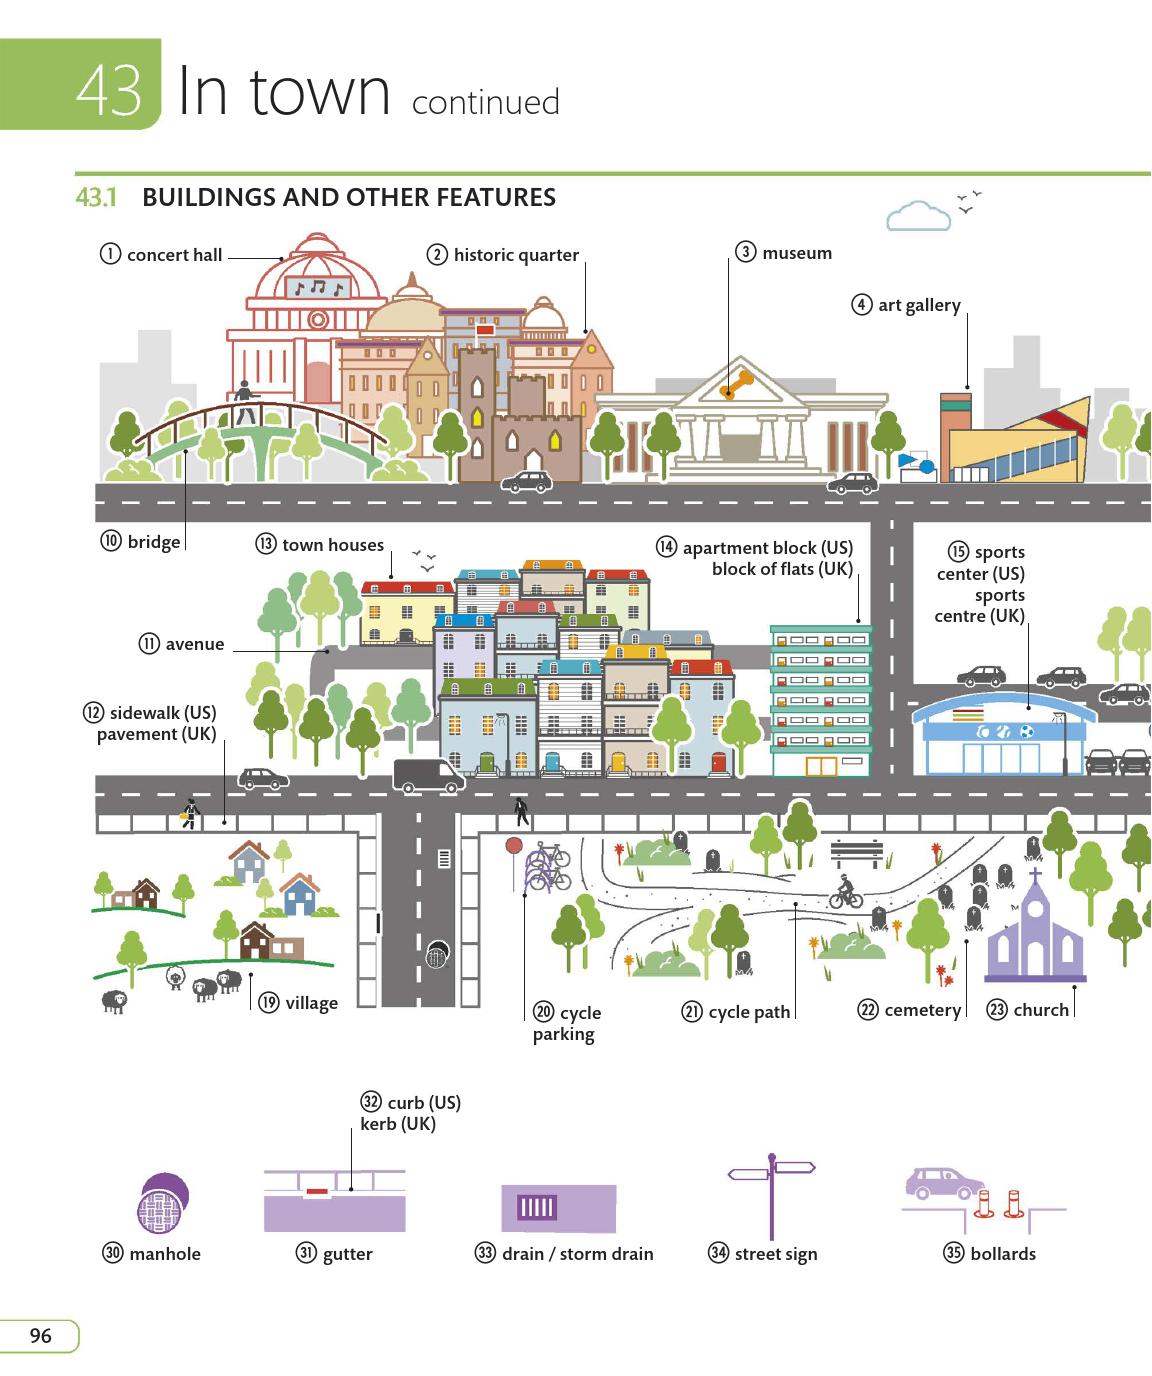 43 In town continued
43.1 BUILDINGS AND OTHER FEATURES
1 concert hall
2 historic quarter
3 museum
4 art gallery
10 bridge
13 town houses
14 apartment block (US)
block of flats (UK)
15 sports
center (US)
sports
centre (UK)
11 avenue
12 sidewalk (US)
pavement (UK)
19 village
20 cycle
parking
21 cycle path
22 cemetery
23 church
32 curb (US)
kerb (UK)
30 manhole
31 gutter
33 drain / storm drain
34 street sign
35 bollards
96